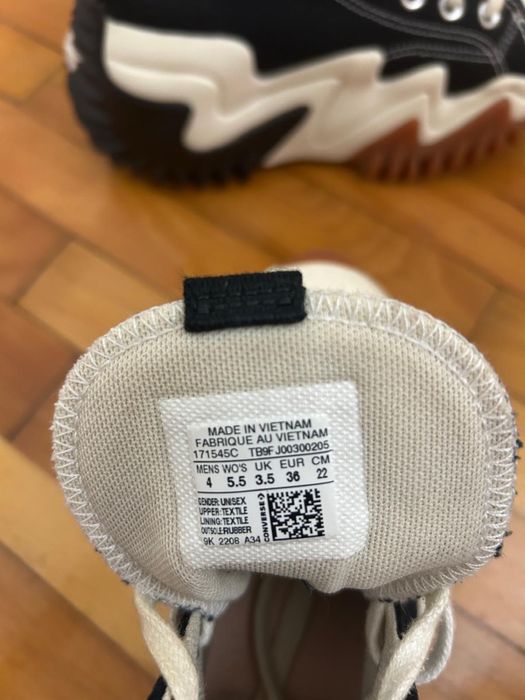 MADE IN VIETNAM
FABRIQUE AU VIETNAM
171545C TB9FJ00300205
MENS WO'S UK EUR CM
4 5.5 3.5 36 22
GENDER: UNISEX
UPPER: TEXTILE
LINING: TEXTILE
OUTSOLE: RUBBER
9K 2208 A34
CONVERSE